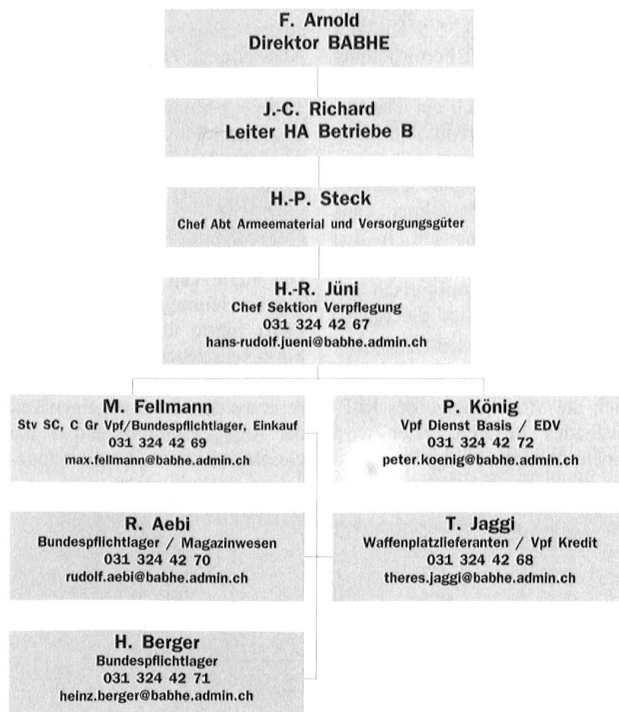 F. Arnold
Direktor BABHE
J.-C. Richard
Leiter HA Betriebe B
H.-P. Steck
Chef Abt Armeematerial und Versorgungsgüter
H.-R. Jüni
Chef Sektion Verpflegung
031 324 42 67
hans-rudolf.jueni@babhe.admin.ch
M. Fellmann
Stv SC, C Gr Vpf/Bundespflichtlager, Einkauf
031 324 42 69
max.fellmann@babhe.admin.ch
P. König
Vpf Dienst Basis / EDV
031 324 42 72
peter.koenig@babhe.admin.ch
R. Aebi
Bundespflichtlager / Magazinwesen
031 324 42 70
rudolf.aebi@babhe.admin.ch
T. Jaggi
Waffenplatzlieferanten / Vpf Kredit
031 324 42 68
theres.jaggi@babhe.admin.ch
H. Berger
Bundespflichtlager
031 324 42 71
heinz.berger@babhe.admin.ch